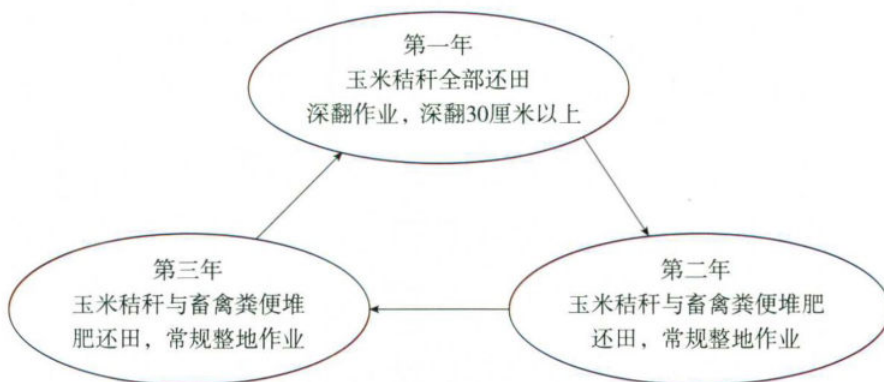 第一年
玉米秸秆全部还田
深翻作业，深翻30厘米以上
第三年
玉米秸秆与畜禽粪便堆
肥还田，常规整地作业
第二年
玉米秸秆与畜禽粪便堆肥
还田，常规整地作业